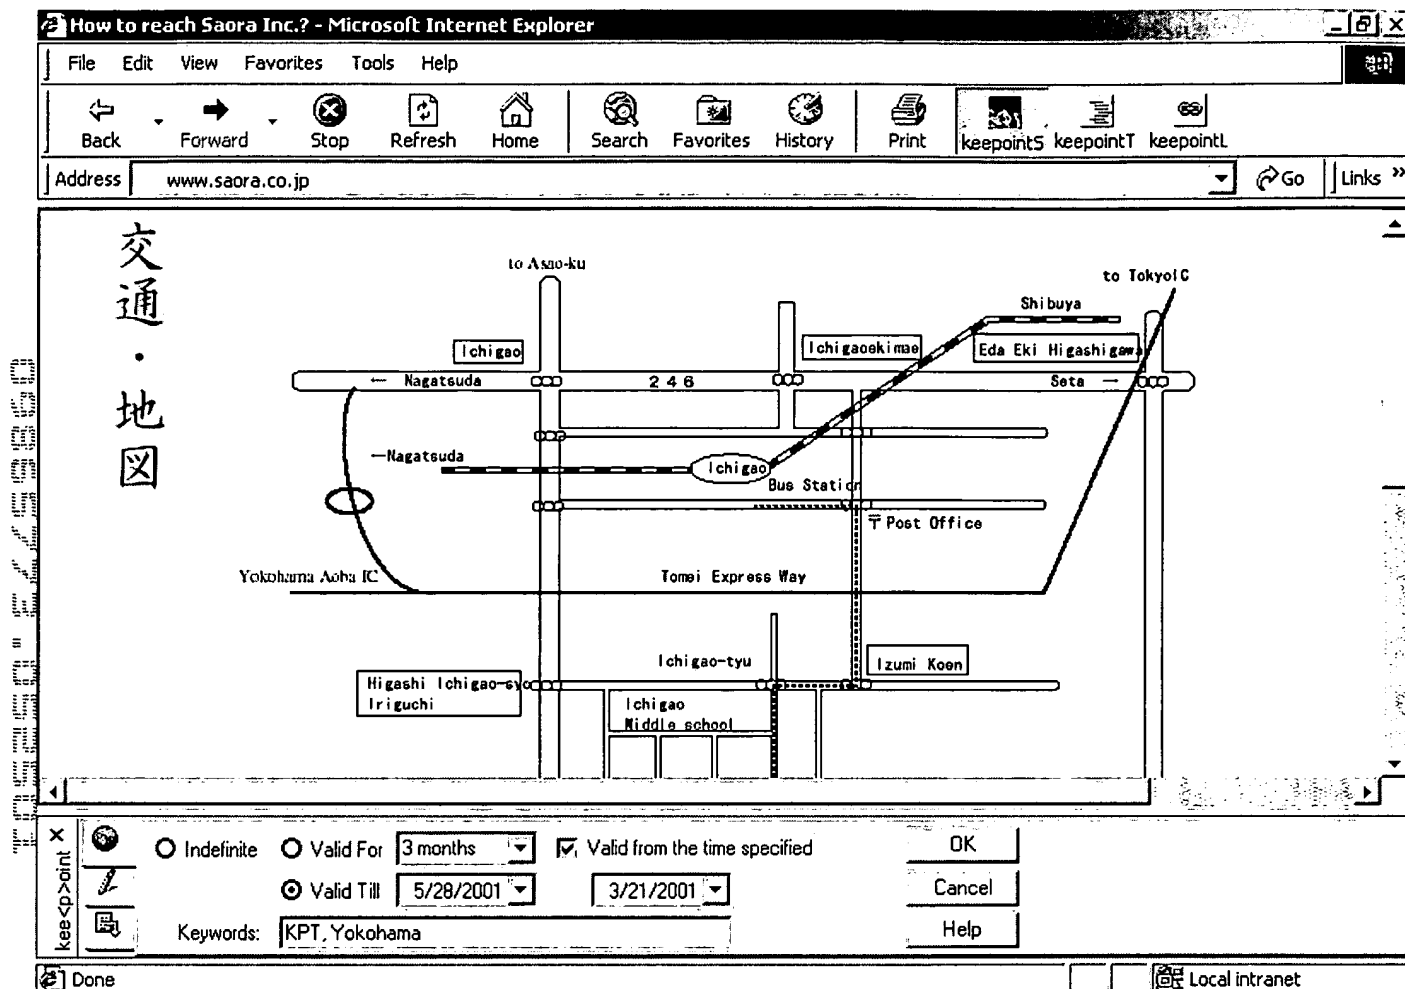 How to reach Saora Inc.? - Microsoft Internet Explorer
File Edit View Favorites Tools Help
Back Forward Stop Refresh Home Search Favorites History Print keepointS keepointT keepointL
Address www.saora.co.jp Go Links »
交通・地図
to Asao-ku
to TokyoIC
Shibuya
Ichigao
Ichigaoekimae
Eda Eki Higashigawa
← Nagatsuda
246
Seta →
←Nagatsuda
Ichigao
Bus Station
〒Post Office
Yokohama Aoba IC
Tomei Express Way
Ichigao-tyu
Izumi Koen
Higashi Ichigao-syo
Iriguchi
Ichigao
Middle school
kee<p>oint
Indefinite Valid For 3 months Valid from the time specified OK
Valid Till 5/28/2001 3/21/2001 Cancel
Keywords: KPT, Yokohama Help
Done Local intranet